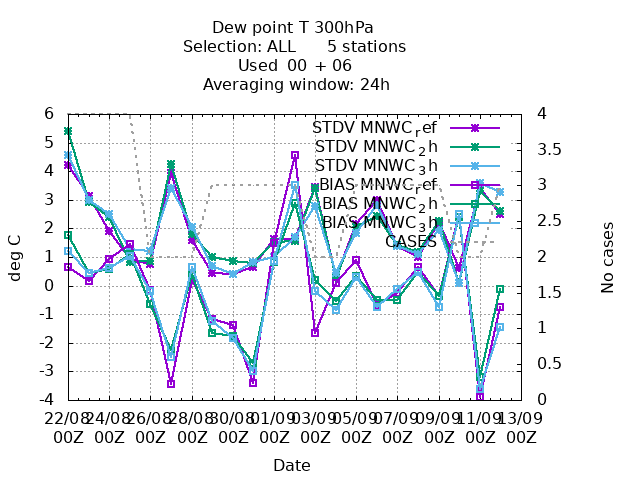 Dew point T 300hPa
Selection: ALL 5 stations
Used 00 + 06
Averaging window: 24h
6 4
STDV MNWC_ref
5 3.5
STDV MNWC_2h
4 STDV MNWC_3h
3 BIAS MNWC_ref 3
BIAS MNWC_2h
2 BIAS MNWC_3h 2.5
CASES
1 2
deg C
No cases
0 1.5
-1
-2 1
-3 0.5
-4 0
22/08 24/08 26/08 28/08 30/08 01/09 03/09 05/09 07/09 09/09 11/09 13/09
00Z 00Z 00Z 00Z 00Z 00Z 00Z 00Z 00Z 00Z 00Z 00Z
Date